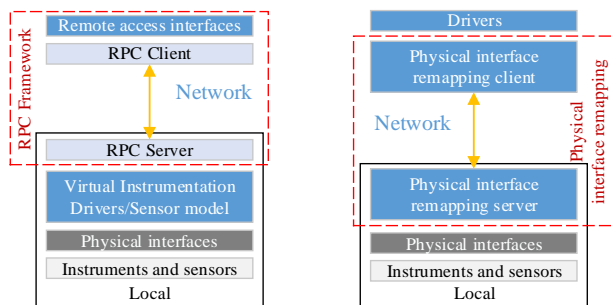 Remote access interfaces
RPC Client
RPC Framework
Network
RPC Server
Virtual Instrumentation
Drivers/Sensor model
Physical interfaces
Instruments and sensors
Local
Drivers
Physical interface
remapping client
Network
Physical
interface remapping
Physical interface
remapping server
Physical interfaces
Instruments and sensors
Local